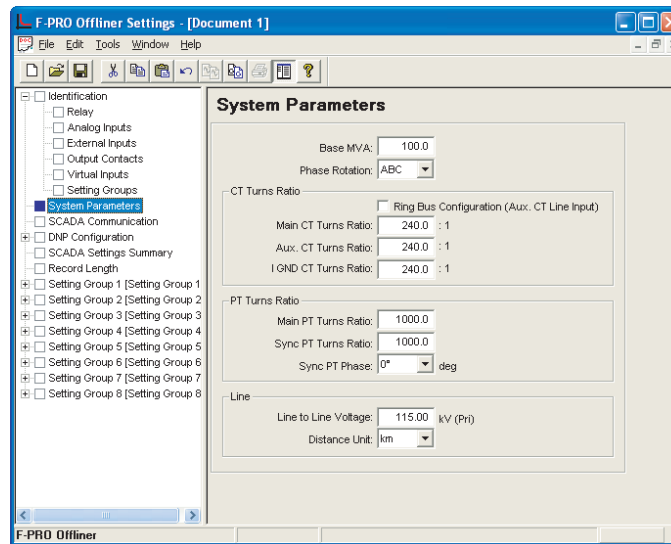 F-PRO Offliner Settings - [Document 1]
File Edit Tools Window Help
Identification
Relay
Analog Inputs
External Inputs
Output Contacts
Virtual Inputs
Setting Groups
System Parameters
SCADA Communication
DNP Configuration
SCADA Settings Summary
Record Length
Setting Group 1 [Setting Group 1
Setting Group 2 [Setting Group 2
Setting Group 3 [Setting Group 3
Setting Group 4 [Setting Group 4
Setting Group 5 [Setting Group 5
Setting Group 6 [Setting Group 6
Setting Group 7 [Setting Group 7
Setting Group 8 [Setting Group 8
System Parameters
Base MVA: 100.0
Phase Rotation: ABC
CT Turns Ratio
Ring Bus Configuration (Aux. CT Line Input)
Main CT Turns Ratio: 240.0 : 1
Aux. CT Turns Ratio: 240.0 : 1
I GND CT Turns Ratio: 240.0 : 1
PT Turns Ratio
Main PT Turns Ratio: 1000.0
Sync PT Turns Ratio: 1000.0
Sync PT Phase: 0° deg
Line
Line to Line Voltage: 115.00 kV (Pri)
Distance Unit: km
F-PRO Offliner